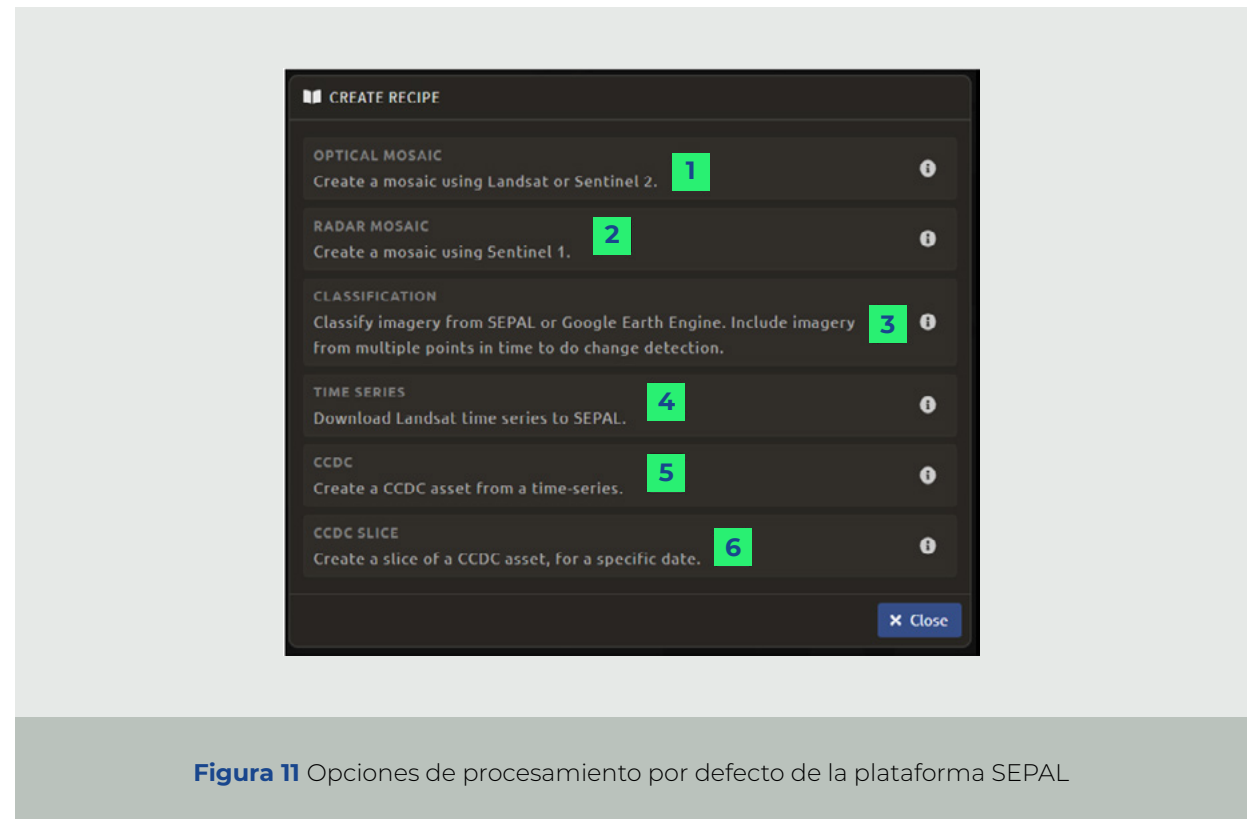 CREATE RECIPE
OPTICAL MOSAIC
Create a mosaic using Landsat or Sentinel 2.
1
RADAR MOSAIC
Create a mosaic using Sentinel 1.
2
CLASSIFICATION
Classify imagery from SEPAL or Google Earth Engine. Include imagery
from multiple points in time to do change detection.
3
TIME SERIES
Download Landsat time series to SEPAL.
4
CCDC
Create a CCDC asset from a time-series.
5
CCDC SLICE
Create a slice of a CCDC asset, for a specific date.
6
Close
Figura 11 Opciones de procesamiento por defecto de la plataforma SEPAL